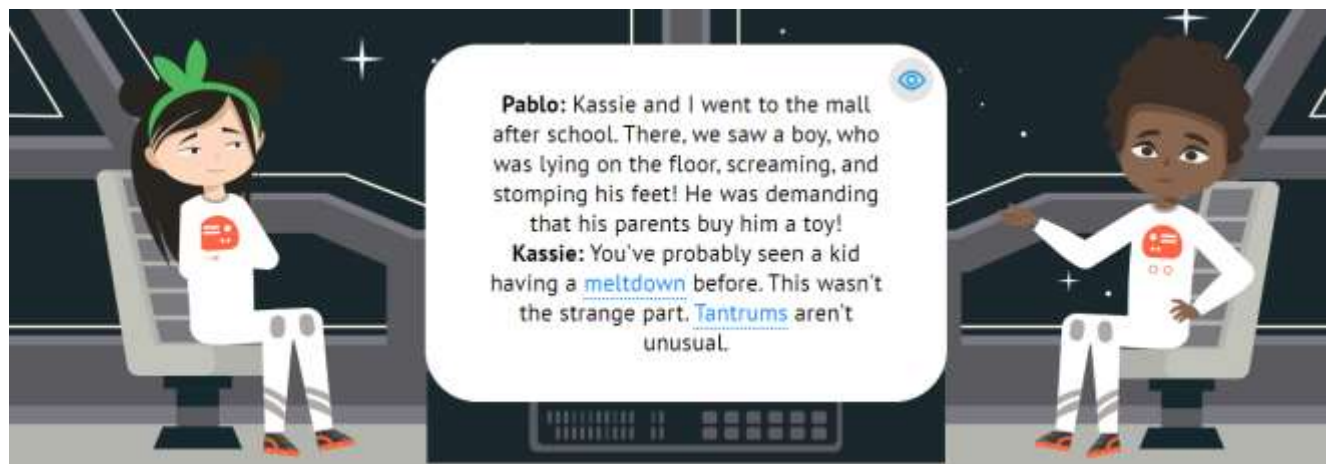 Pablo: Kassie and I went to the mall
after school. There, we saw a boy, who
was lying on the floor, screaming, and
stomping his feet! He was demanding
that his parents buy him a toy!
Kassie: You've probably seen a kid
having a meltdown before. This wasn't
the strange part. Tantrums aren't
unusual.